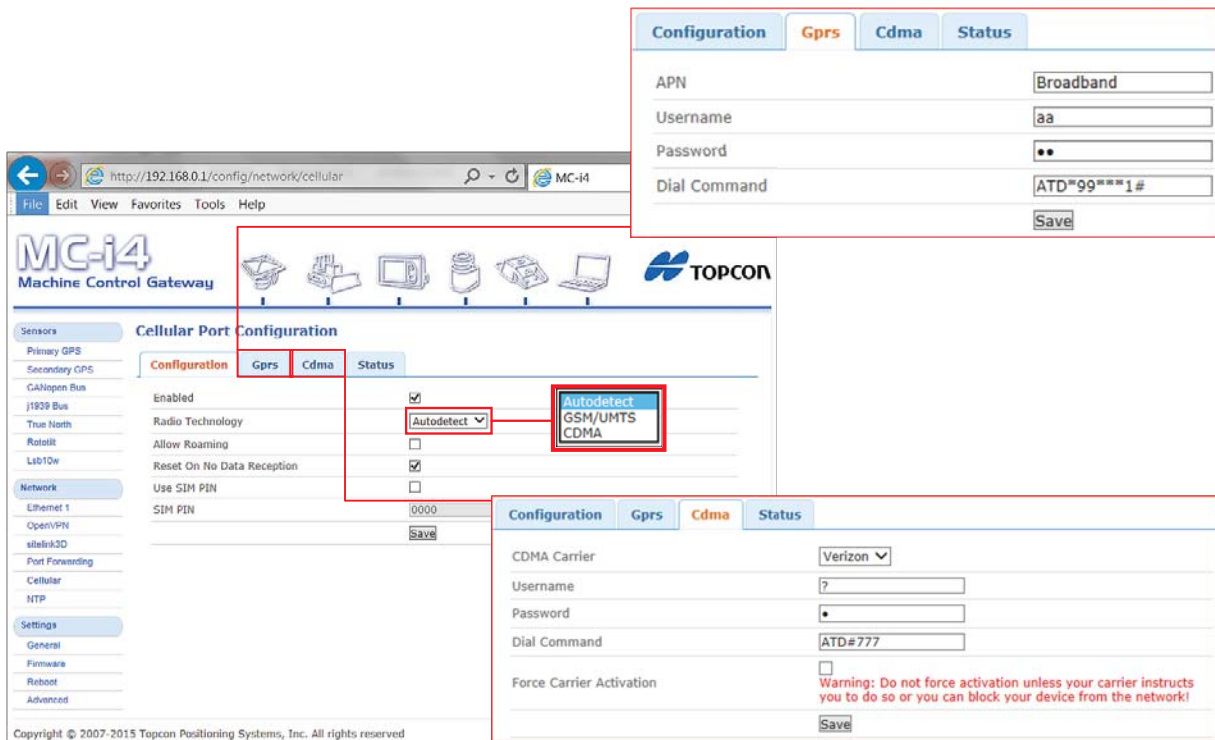 Configuration Gprs Cdma Status
APN Broadband
Username aa
Password ••
Dial Command ATD*99***1#
Save
http://192.168.0.1/config/network/cellular MC-i4
File Edit View Favorites Tools Help
MC-i4
Machine Control Gateway
TOPCON
Sensors
Primary GPS
Secondary GPS
CANopen Bus
j1939 Bus
True North
Rototilt
Lsb10w
Network
Ethernet 1
OpenVPN
sitelink3D
Port Forwarding
Cellular
NTP
Settings
General
Firmware
Reboot
Advanced
Cellular Port Configuration
Configuration Gprs Cdma Status
Enabled
Radio Technology Autodetect
Allow Roaming
Reset On No Data Reception
Use SIM PIN
SIM PIN 0000
Save
Autodetect
GSM/UMTS
CDMA
Configuration Gprs Cdma Status
CDMA Carrier Verizon
Username ?
Password •
Dial Command ATD#777
Force Carrier Activation
Warning: Do not force activation unless your carrier instructs
you to do so or you can block your device from the network!
Save
Copyright © 2007-2015 Topcon Positioning Systems, Inc. All rights reserved